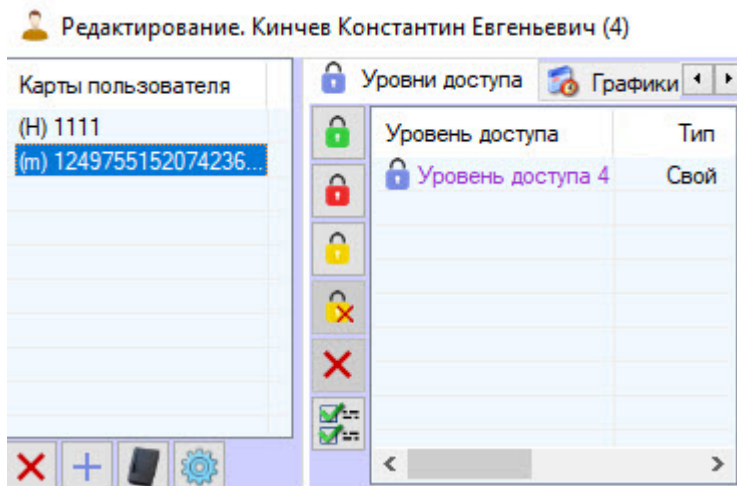 Редактирование. Кинчев Константин Евгеньевич (4)
Карты пользователя
(H) 1111
(m) 1249755152074236...
Уровни доступа
Графики
Уровень доступа Тип
Уровень доступа 4 Свой